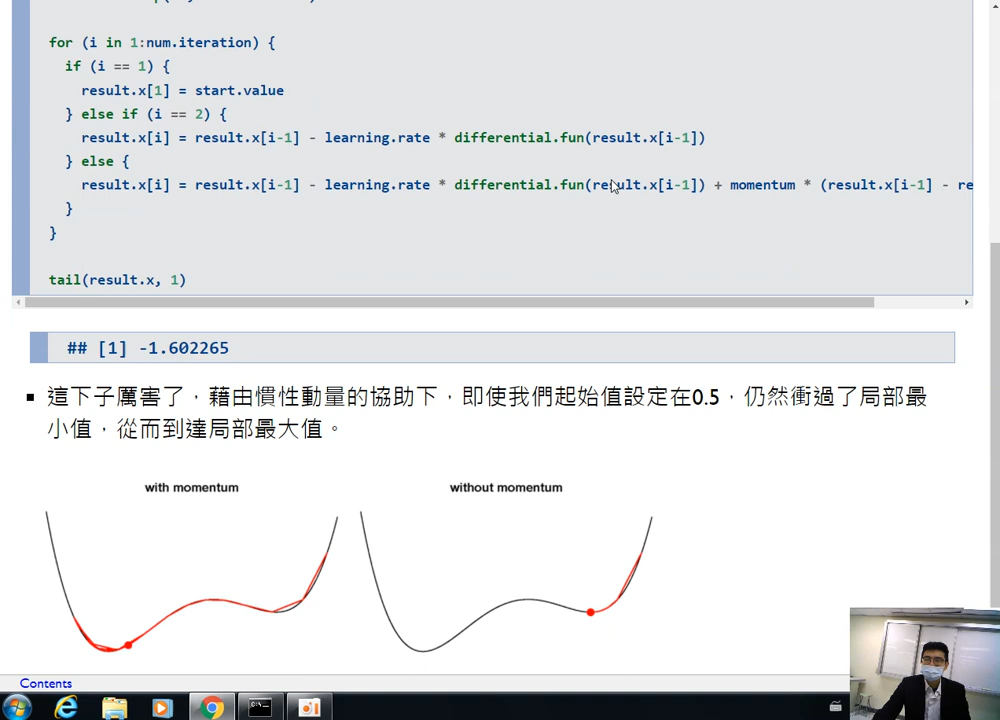 for (i in 1:num.iteration) {
if (i == 1) {
result.x[1] = start.value
} else if (i == 2) {
result.x[i] = result.x[i-1] - learning.rate * differential.fun(result.x[i-1])
} else {
result.x[i] = result.x[i-1] - learning.rate * differential.fun(result.x[i-1]) + momentum * (result.x[i-1] - re
}
}
tail(result.x, 1)
## [1] -1.602265
這下子厲害了，藉由慣性動量的協助下，即使我們起始值設定在0.5，仍然衝過了局部最
小值，從而到達局部最大值。
with momentum
without momentum
Contents